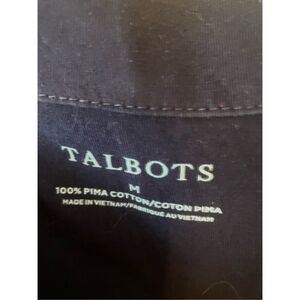 TALBOTS
M
100% PIMA COTTON/COTON PIMA
MADE IN VIETNAM/FABRIQUÉ AU VIETNAM